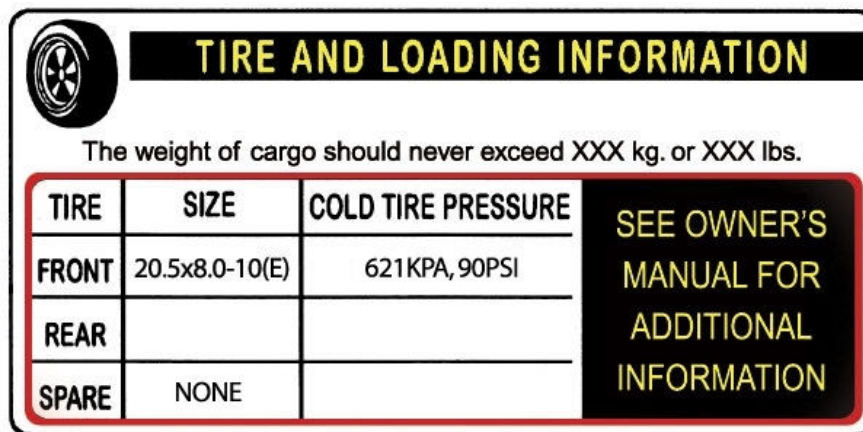 TIRE AND LOADING INFORMATION
The weight of cargo should never exceed XXX kg. or XXX lbs.
TIRE SIZE COLD TIRE PRESSURE
FRONT 20.5x8.0-10(E) 621KPA, 90PSI
REAR
SPARE NONE
SEE OWNER'S
MANUAL FOR
ADDITIONAL
INFORMATION